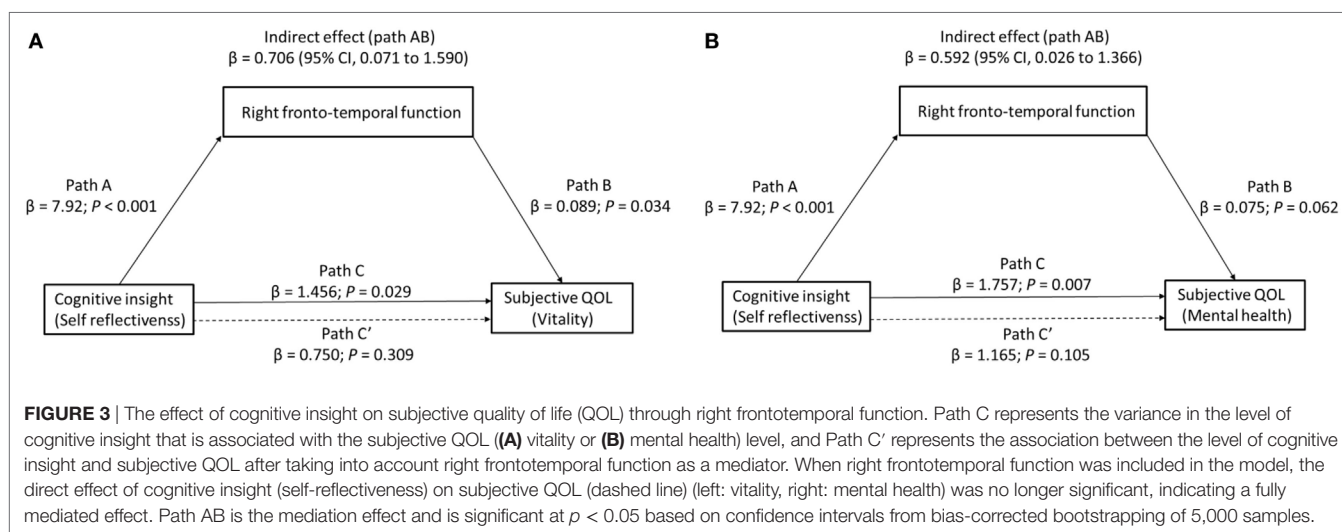 A
Indirect effect (path AB)
β = 0.706 (95% CI, 0.071 to 1.590)
Right fronto-temporal function
Path A
β = 7.92; P < 0.001
Path B
β = 0.089; P = 0.034
Path C
β = 1.456; P = 0.029
Cognitive insight
(Self reflectivenss)
Subjective QOL
(Vitality)
Path C’
β = 0.750; P = 0.309
B
Indirect effect (path AB)
β = 0.592 (95% CI, 0.026 to 1.366)
Right fronto-temporal function
Path A
β = 7.92; P < 0.001
Path B
β = 0.075; P = 0.062
Path C
β = 1.757; P = 0.007
Cognitive insight
(Self reflectivenss)
Subjective QOL
(Mental health)
Path C’
β = 1.165; P = 0.105
FIGURE 3 | The effect of cognitive insight on subjective quality of life (QOL) through right frontotemporal function. Path C represents the variance in the level of
cognitive insight that is associated with the subjective QOL ((A) vitality or (B) mental health) level, and Path C′ represents the association between the level of cognitive
insight and subjective QOL after taking into account right frontotemporal function as a mediator. When right frontotemporal function was included in the model, the
direct effect of cognitive insight (self-reflectiveness) on subjective QOL (dashed line) (left: vitality, right: mental health) was no longer significant, indicating a fully
mediated effect. Path AB is the mediation effect and is significant at p < 0.05 based on confidence intervals from bias-corrected bootstrapping of 5,000 samples.